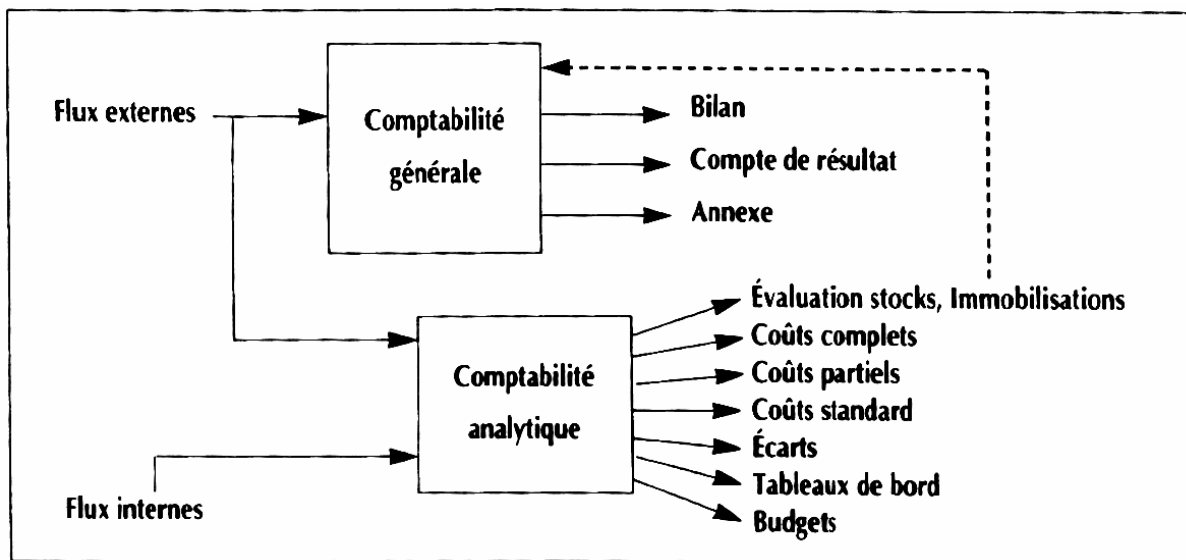 Flux externes
Comptabilité
générale
Bilan
Compte de résultat
Annexe
Comptabilité
analytique
Flux internes
Évaluation stocks, Immobilisations
Coûts complets
Coûts partiels
Coûts standard
Écarts
Tableaux de bord
Budgets